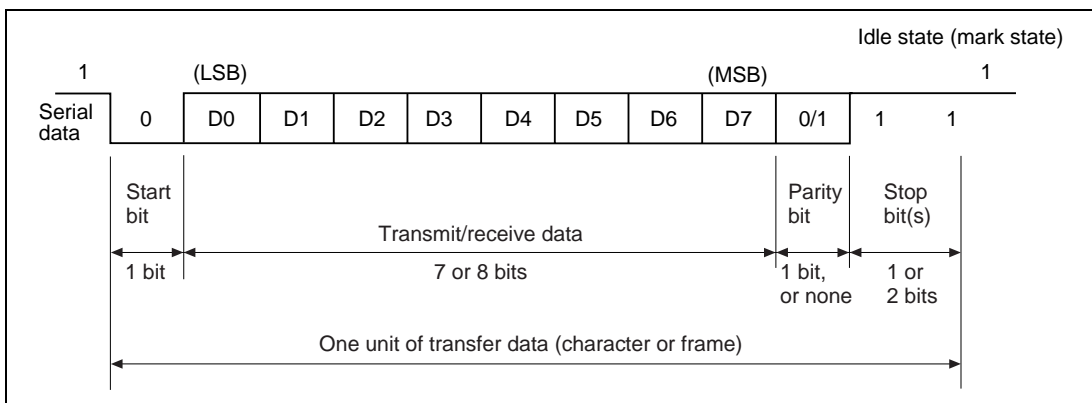 Idle state (mark state)
1 (LSB) (MSB) 1
Serial data 0 D0 D1 D2 D3 D4 D5 D6 D7 0/1 1 1
Start bit
Transmit/receive data
Parity bit
Stop bit(s)
1 bit
7 or 8 bits
1 bit, or none
1 or 2 bits
One unit of transfer data (character or frame)